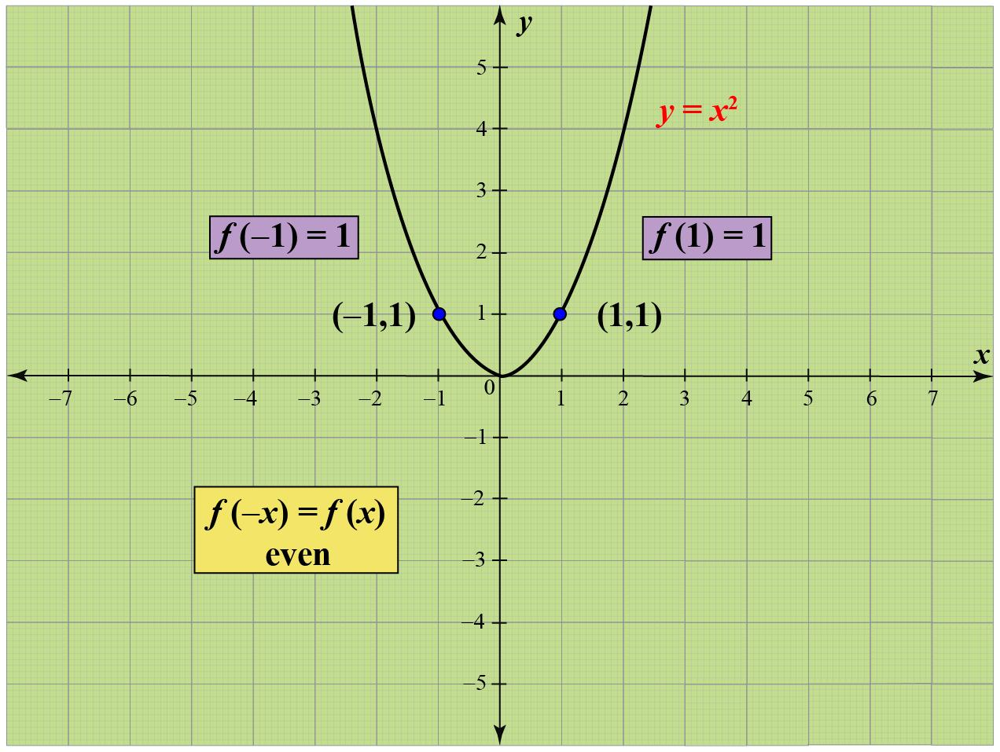 y
5
y = x²
4
3
f (–1) = 1
f (1) = 1
2
(–1,1)
1
(1,1)
x
–7 –6 –5 –4 –3 –2 –1 0 1 2 3 4 5 6 7
–1
–2
f (–x) = f (x)
even
–3
–4
–5